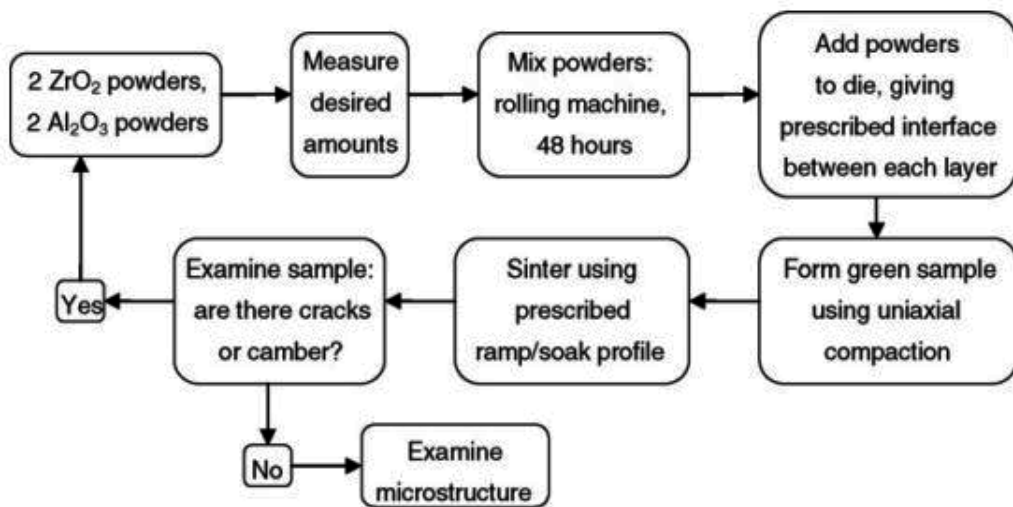 2 ZrO₂ powders,
2 Al₂O₃ powders
Measure
desired
amounts
Mix powders:
rolling machine,
48 hours
Add powders
to die, giving
prescribed interface
between each layer
Form green sample
using uniaxial
compaction
Sinter using
prescribed
ramp/soak profile
Examine sample:
are there cracks
or camber?
Yes
No
Examine
microstructure